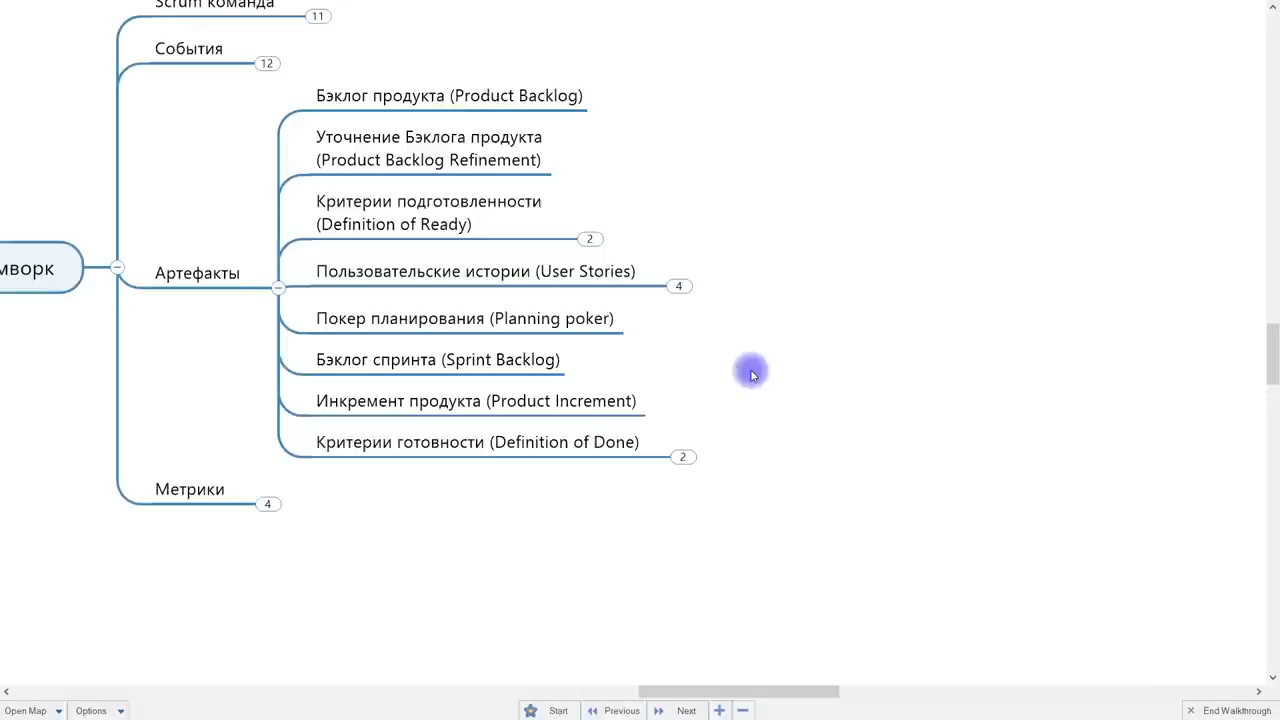 Scrum команда
11
События
12
Бэклог продукта (Product Backlog)
Уточнение Бэклога продукта
(Product Backlog Refinement)
Критерии подготовленности
(Definition of Ready)
2
мворк
Артефакты
Пользовательские истории (User Stories)
4
Покер планирования (Planning poker)
Бэклог спринта (Sprint Backlog)
Инкремент продукта (Product Increment)
Критерии готовности (Definition of Done)
2
Метрики
4
Open Map
Options
Start
Previous
Next
End Walkthrough